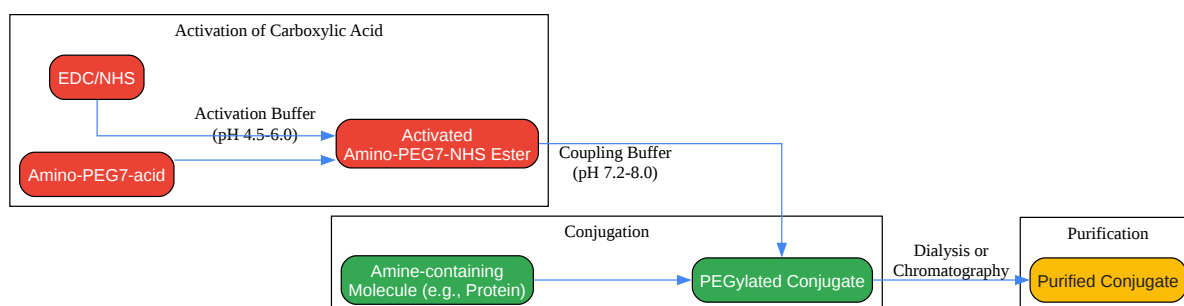 Activation of Carboxylic Acid
EDC/NHS
Activation Buffer
(pH 4.5-6.0)
Activated
Amino-PEG7-NHS Ester
Amino-PEG7-acid
Coupling Buffer
(pH 7.2-8.0)
Conjugation
Amine-containing
Molecule (e.g., Protein)
PEGylated Conjugate
Dialysis or
Chromatography
Purification
Purified Conjugate